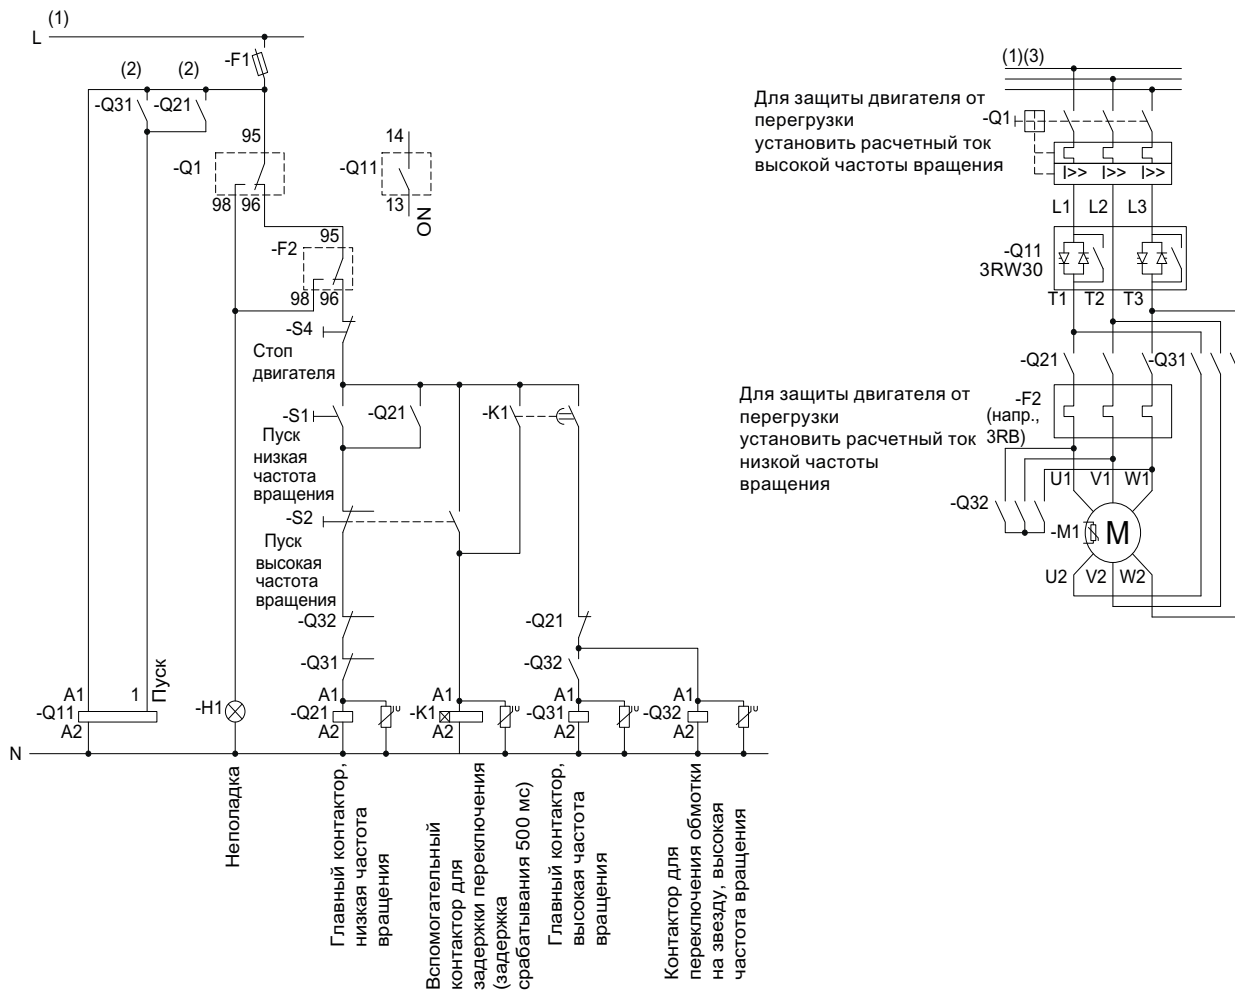 (1)
L
-F1
(2)
(2)
-Q31
-Q21
95
-Q1
98
96
14
-Q11
13
ON
95
-F2
98
96
-S4
Стоп
двигателя
-S1
-Q21
-K1
Пуск
низкая
частота
вращения
-S2
Пуск
высокая
частота
вращения
-Q32
-Q21
-Q31
-Q32
A1
1
Пуск
-Q11
A2
-H1
A1
-Q21
A2
U
A1
-K1
A2
U
A1
-Q31
A2
U
A1
-Q32
A2
U
N
Неполадка
Главный контактор,
низкая частота
вращения
Вспомогательный
контактор для
задержки переключения
(задержка
срабатывания 500 мс)
Главный контактор,
высокая частота
вращения
Контактор для
переключения обмотки
на звезду, высокая
частота вращения
(1)(3)
Для защиты двигателя от
перегрузки
установить расчетный ток
высокой частоты вращения
-Q1
I>>
I>>
I>>
L1
L2
L3
-Q11
3RW30
T1
T2
T3
-Q21
-Q31
Для защиты двигателя от
перегрузки
установить расчетный ток
низкой частоты
вращения
-F2
(напр.,
3RB)
U1
V1
W1
-Q32
-M1
M
U2
V2
W2